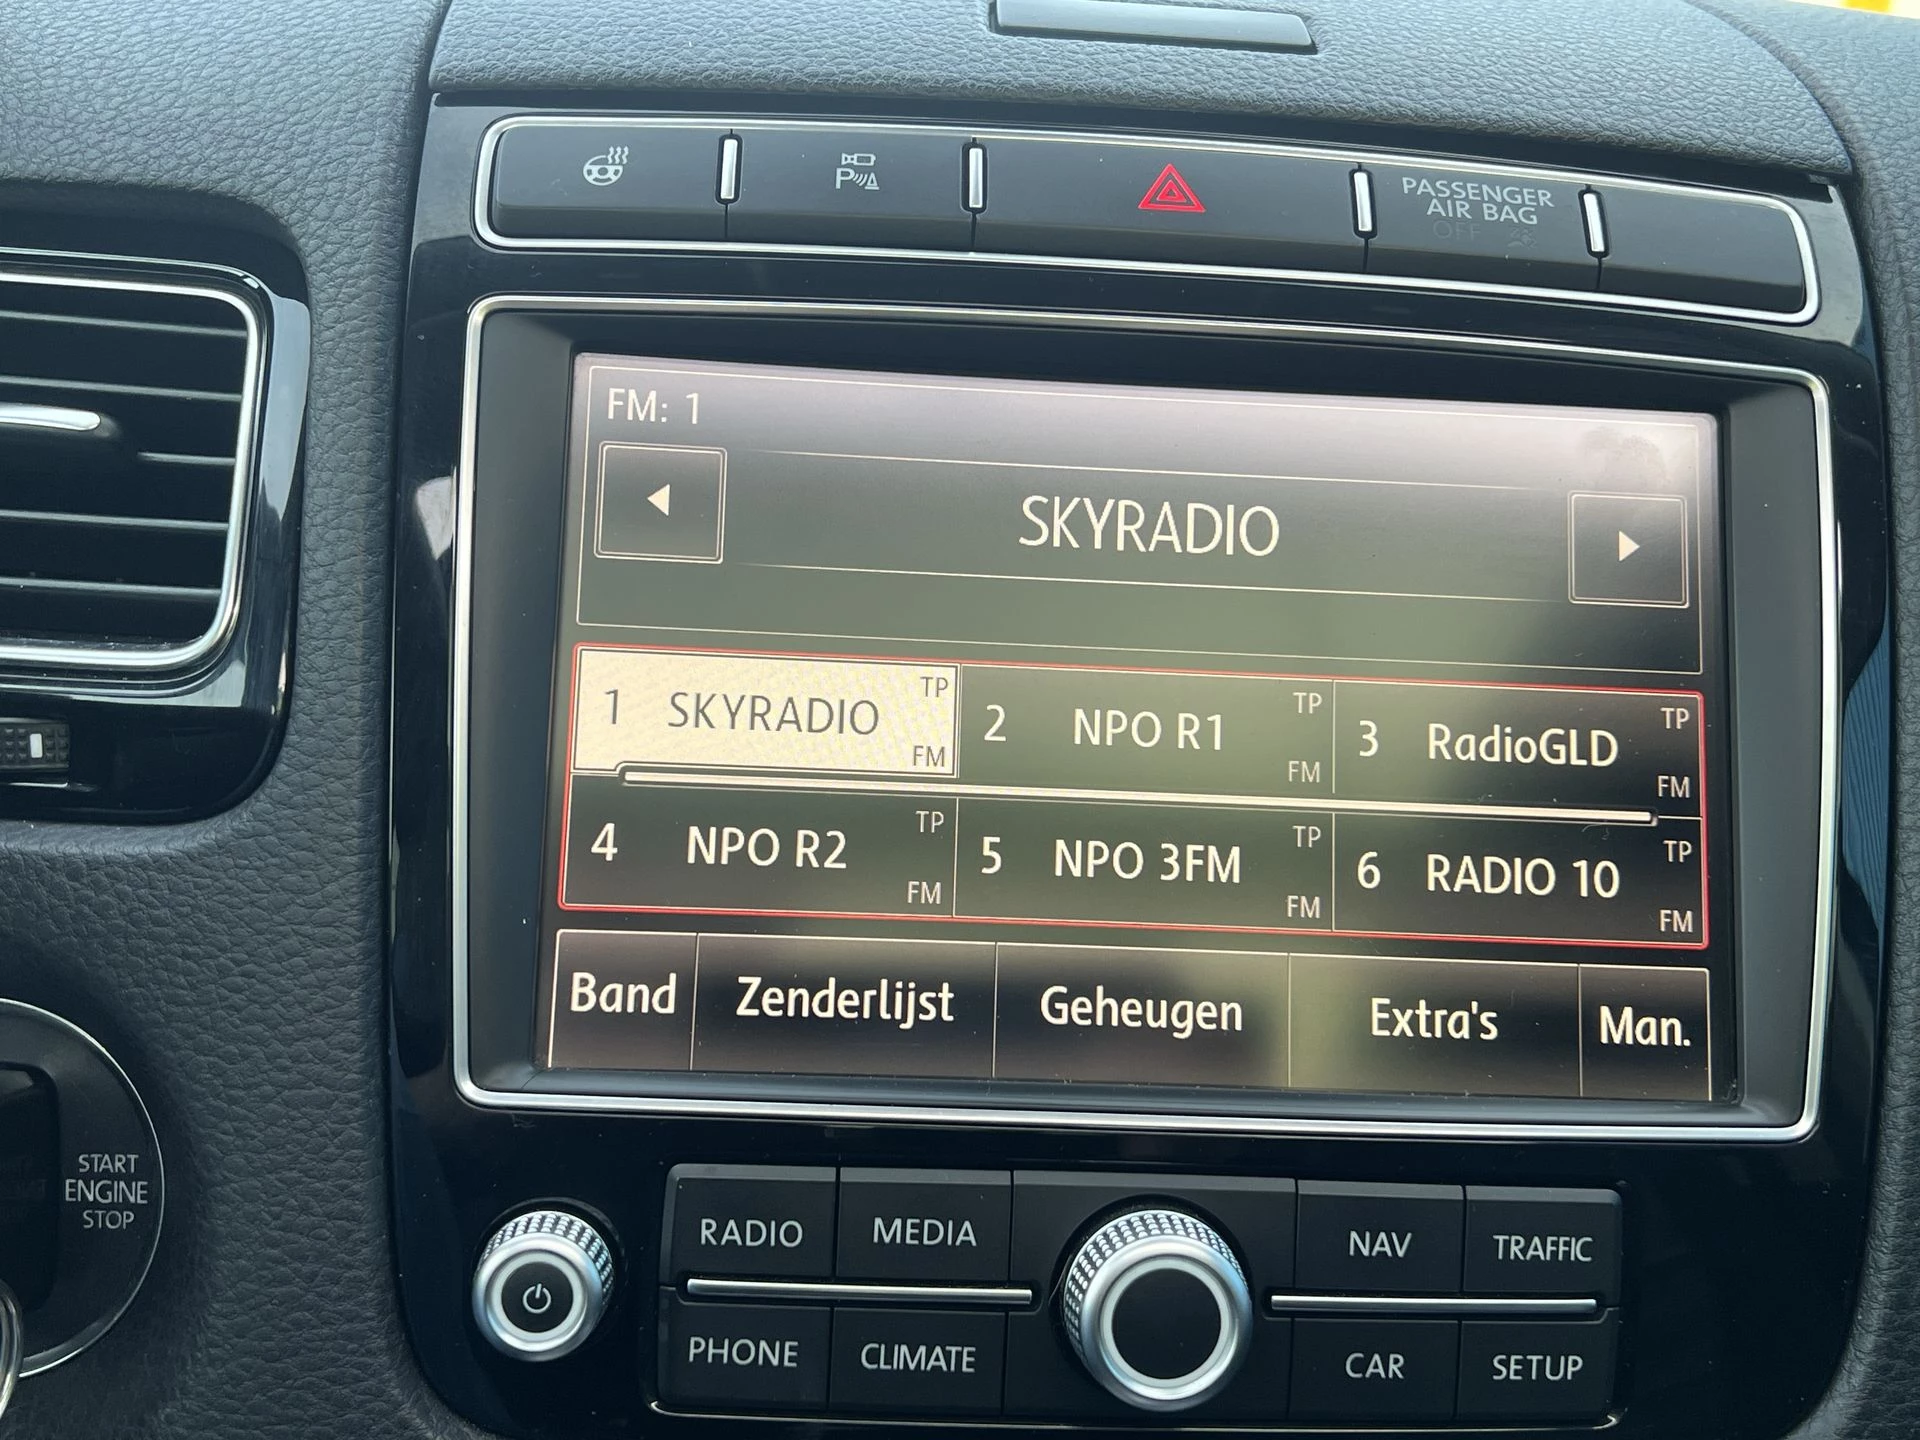 PASSENGER
AIR BAG
OFF
FM: 1
SKYRADIO
1 SKYRADIO TP FM
2 NPO R1 TP FM
3 RadioGLD TP FM
4 NPO R2 TP FM
5 NPO 3FM TP FM
6 RADIO 10 TP FM
Band Zenderlijst Geheugen Extra's Man.
START
ENGINE
STOP
RADIO MEDIA NAV TRAFFIC
PHONE CLIMATE CAR SETUP